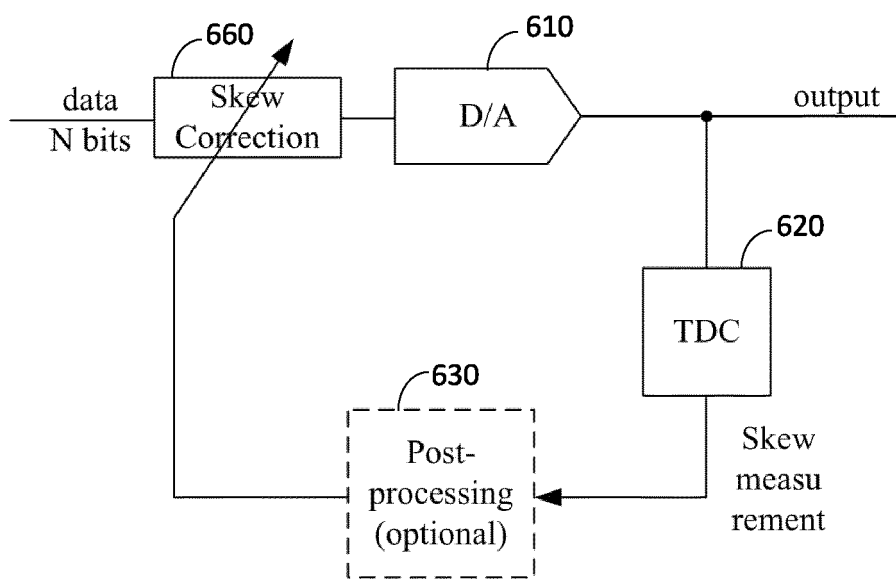 660
610
data
N bits
Skew
Correction
D/A
output
620
TDC
630
Post-
processing
(optional)
Skew
measu
rement